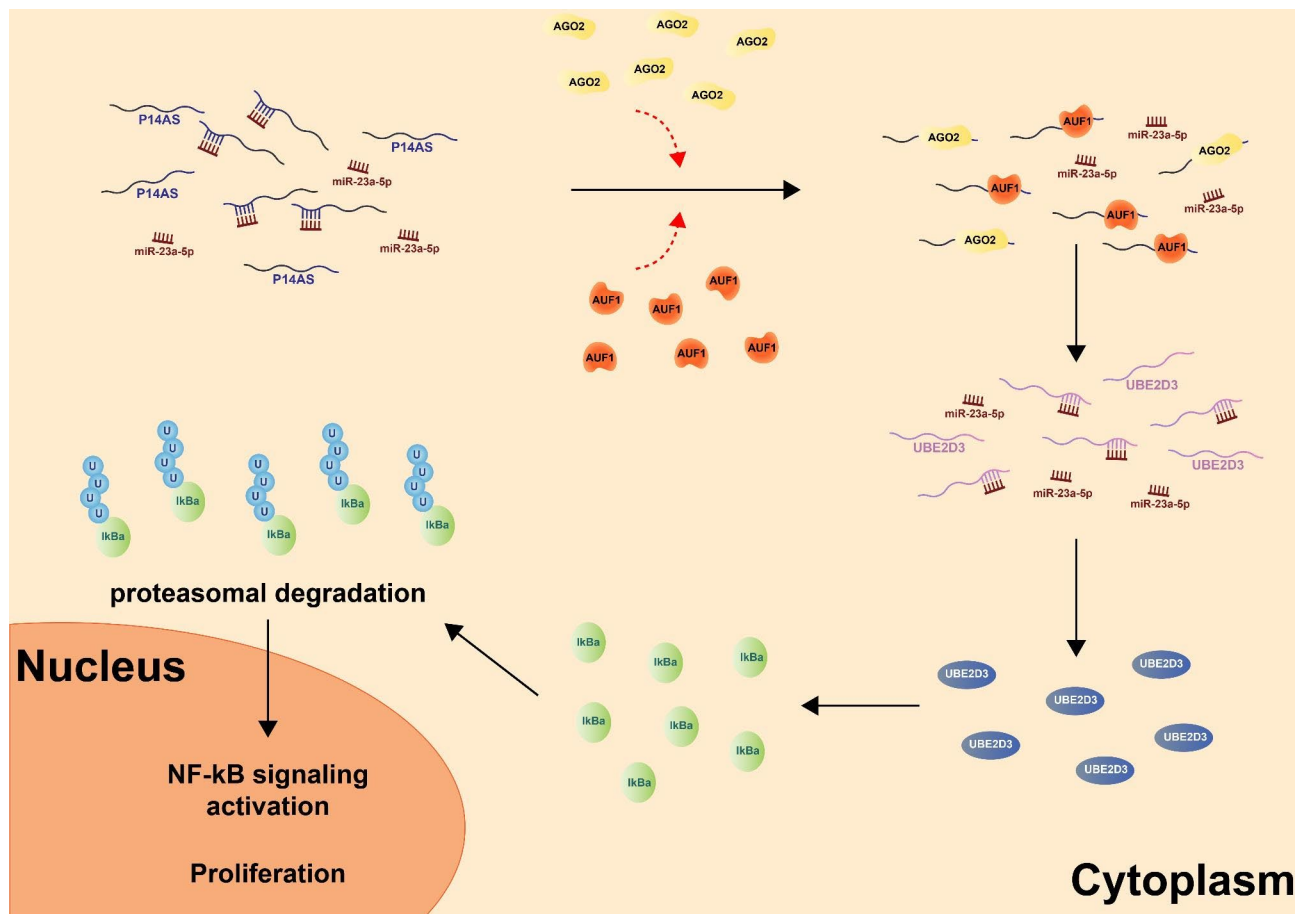 AGO2
AGO2
AGO2
AGO2
AGO2
AGO2
P14AS
P14AS
miR-23a-5p
P14AS
miR-23a-5p
miR-23a-5p
P14AS
AUF1
AUF1
AUF1
AUF1
AUF1
AUF1
AUF1
miR-23a-5p
AGO2
AGO2
miR-23a-5p
AUF1
miR-23a-5p
AUF1
AGO2
AUF1
UBE2D3
miR-23a-5p
UBE2D3
UBE2D3
miR-23a-5p
miR-23a-5p
U
U
U
U
IkBa
U
U
U
U
IkBa
U
U
U
U
IkBa
U
U
U
U
IkBa
U
U
U
U
IkBa
proteasomal degradation
IkBa
IkBa
IkBa
IkBa
IkBa
IkBa
IkBa
UBE2D3
UBE2D3
UBE2D3
UBE2D3
UBE2D3
UBE2D3
Nucleus
NF-kB signaling
activation
Proliferation
Cytoplasm